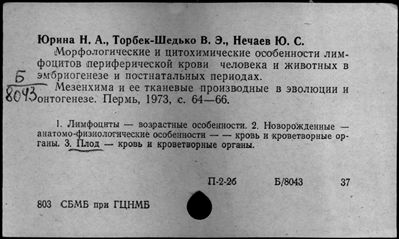 Юрина Н. А., Торбек-Шедько В. Э., Нечаев Ю. С.
Морфологические и цитохимические особенности лим-
фоцитов периферической крови человека и животных в
эмбриогенезе и постнатальных периодах.
Б
8043
Мезенхима и ее тканевые производные в эволюции и
онтогенезе. Пермь, 1973, с. 64—66.
1. Лимфоциты — возрастные особенности. 2. Новорожденные —
анатомо-физиологические особенности — — кровь и кроветворные ор-
ганы. 3. Плод — кровь и кроветворные органы.
П-2-2б Б/8043 37
803 СБМБ при ГЦНМБ